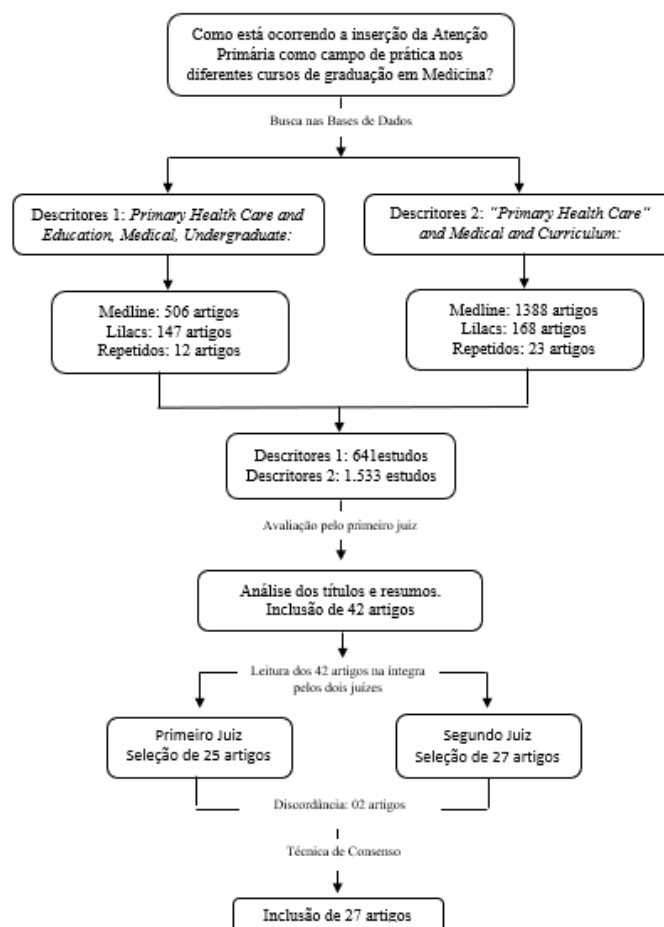 Como está ocorrendo a inserção da Atenção
Primária como campo de prática nos
diferentes cursos de graduação em Medicina?
Busca nas Bases de Dados
Descritores 1: Primary Health Care and
Education, Medical, Undergraduate:
Descritores 2: “Primary Health Care“
and Medical and Curriculum:
Medline: 506 artigos
Lilacs: 147 artigos
Repetidos: 12 artigos
Medline: 1388 artigos
Lilacs: 168 artigos
Repetidos: 23 artigos
Descritores 1: 641estudos
Descritores 2: 1.533 estudos
Avaliação pelo primeiro juiz
Análise dos títulos e resumos.
Inclusão de 42 artigos
Leitura dos 42 artigos na íntegra
pelos dois juízes
Primeiro Juiz
Seleção de 25 artigos
Segundo Juiz
Seleção de 27 artigos
Discordância: 02 artigos
Técnica de Consenso
Inclusão de 27 artigos